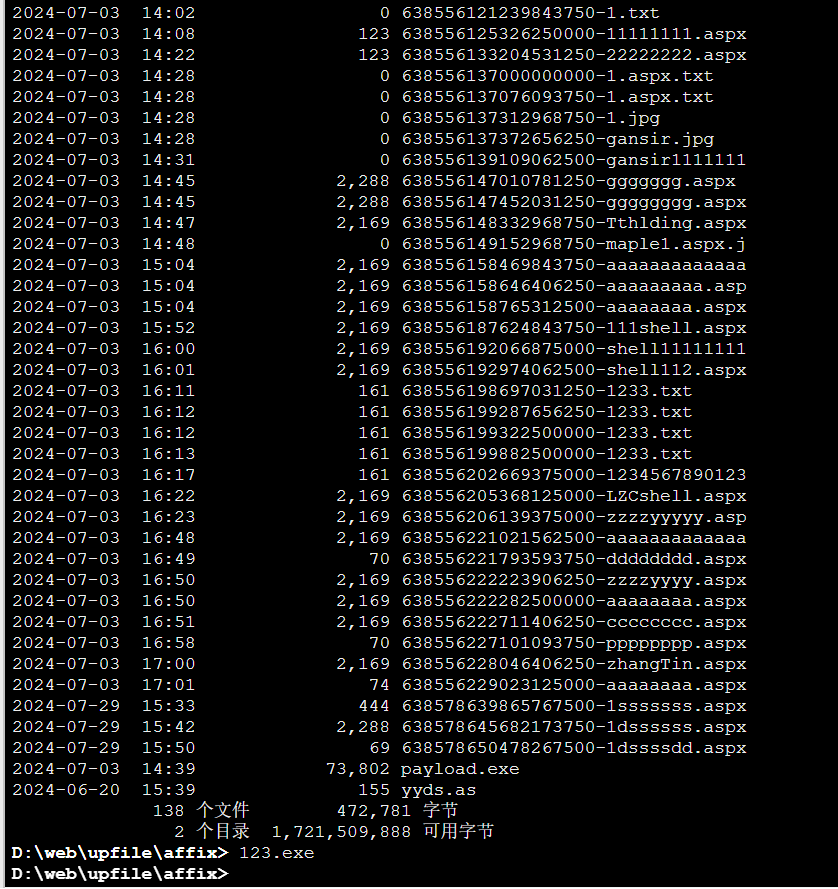 2024-07-03  14:02                 0 638556121239843750-1.txt
2024-07-03  14:08               123 638556125326250000-11111111.aspx
2024-07-03  14:22               123 638556133204531250-22222222.aspx
2024-07-03  14:28                 0 638556137000000000-1.aspx.txt
2024-07-03  14:28                 0 638556137076093750-1.aspx.txt
2024-07-03  14:28                 0 638556137312968750-1.jpg
2024-07-03  14:28                 0 638556137372656250-gansir.jpg
2024-07-03  14:31                 0 638556139109062500-gansir1111111
2024-07-03  14:45             2,288 638556147010781250-ggggggg.aspx
2024-07-03  14:45             2,288 638556147452031250-gggggggg.aspx
2024-07-03  14:47             2,169 638556148332968750-Tthlding.aspx
2024-07-03  14:48                 0 638556149152968750-maple1.aspx.j
2024-07-03  15:04             2,169 638556158469843750-aaaaaaaaaaaaa
2024-07-03  15:04             2,169 638556158646406250-aaaaaaaaa.asp
2024-07-03  15:04             2,169 638556158765312500-aaaaaaaa.aspx
2024-07-03  15:52             2,169 638556187624843750-111shell.aspx
2024-07-03  16:00             2,169 638556192066875000-shell11111111
2024-07-03  16:01             2,169 638556192974062500-shell112.aspx
2024-07-03  16:11               161 638556198697031250-1233.txt
2024-07-03  16:12               161 638556199287656250-1233.txt
2024-07-03  16:12               161 638556199322500000-1233.txt
2024-07-03  16:13               161 638556199882500000-1233.txt
2024-07-03  16:17               161 638556202669375000-1234567890123
2024-07-03  16:22             2,169 638556205368125000-LZCshell.aspx
2024-07-03  16:23             2,169 638556206139375000-zzzzyyyyy.asp
2024-07-03  16:48             2,169 638556221021562500-aaaaaaaaaaaaa
2024-07-03  16:49                70 638556221793593750-dddddddd.aspx
2024-07-03  16:50             2,169 638556222223906250-zzzzyyyy.aspx
2024-07-03  16:50             2,169 638556222282500000-aaaaaaaa.aspx
2024-07-03  16:51             2,169 638556222711406250-cccccccc.aspx
2024-07-03  16:58                70 638556227101093750-pppppppp.aspx
2024-07-03  17:00             2,169 638556228046406250-zhangTin.aspx
2024-07-03  17:01                74 638556229023125000-aaaaaaaa.aspx
2024-07-29  15:33               444 638578639865767500-1sssssss.aspx
2024-07-29  15:42             2,288 638578645682173750-1dssssss.aspx
2024-07-29  15:50                69 638578650478267500-1dssssdd.aspx
2024-07-03  14:39            73,802 payload.exe
2024-06-20  15:39               155 yyds.as
138 个文件        472,781 字节
2 个目录  1,721,509,888 可用字节
D:\web\upfile\affix> 123.exe
D:\web\upfile\affix>